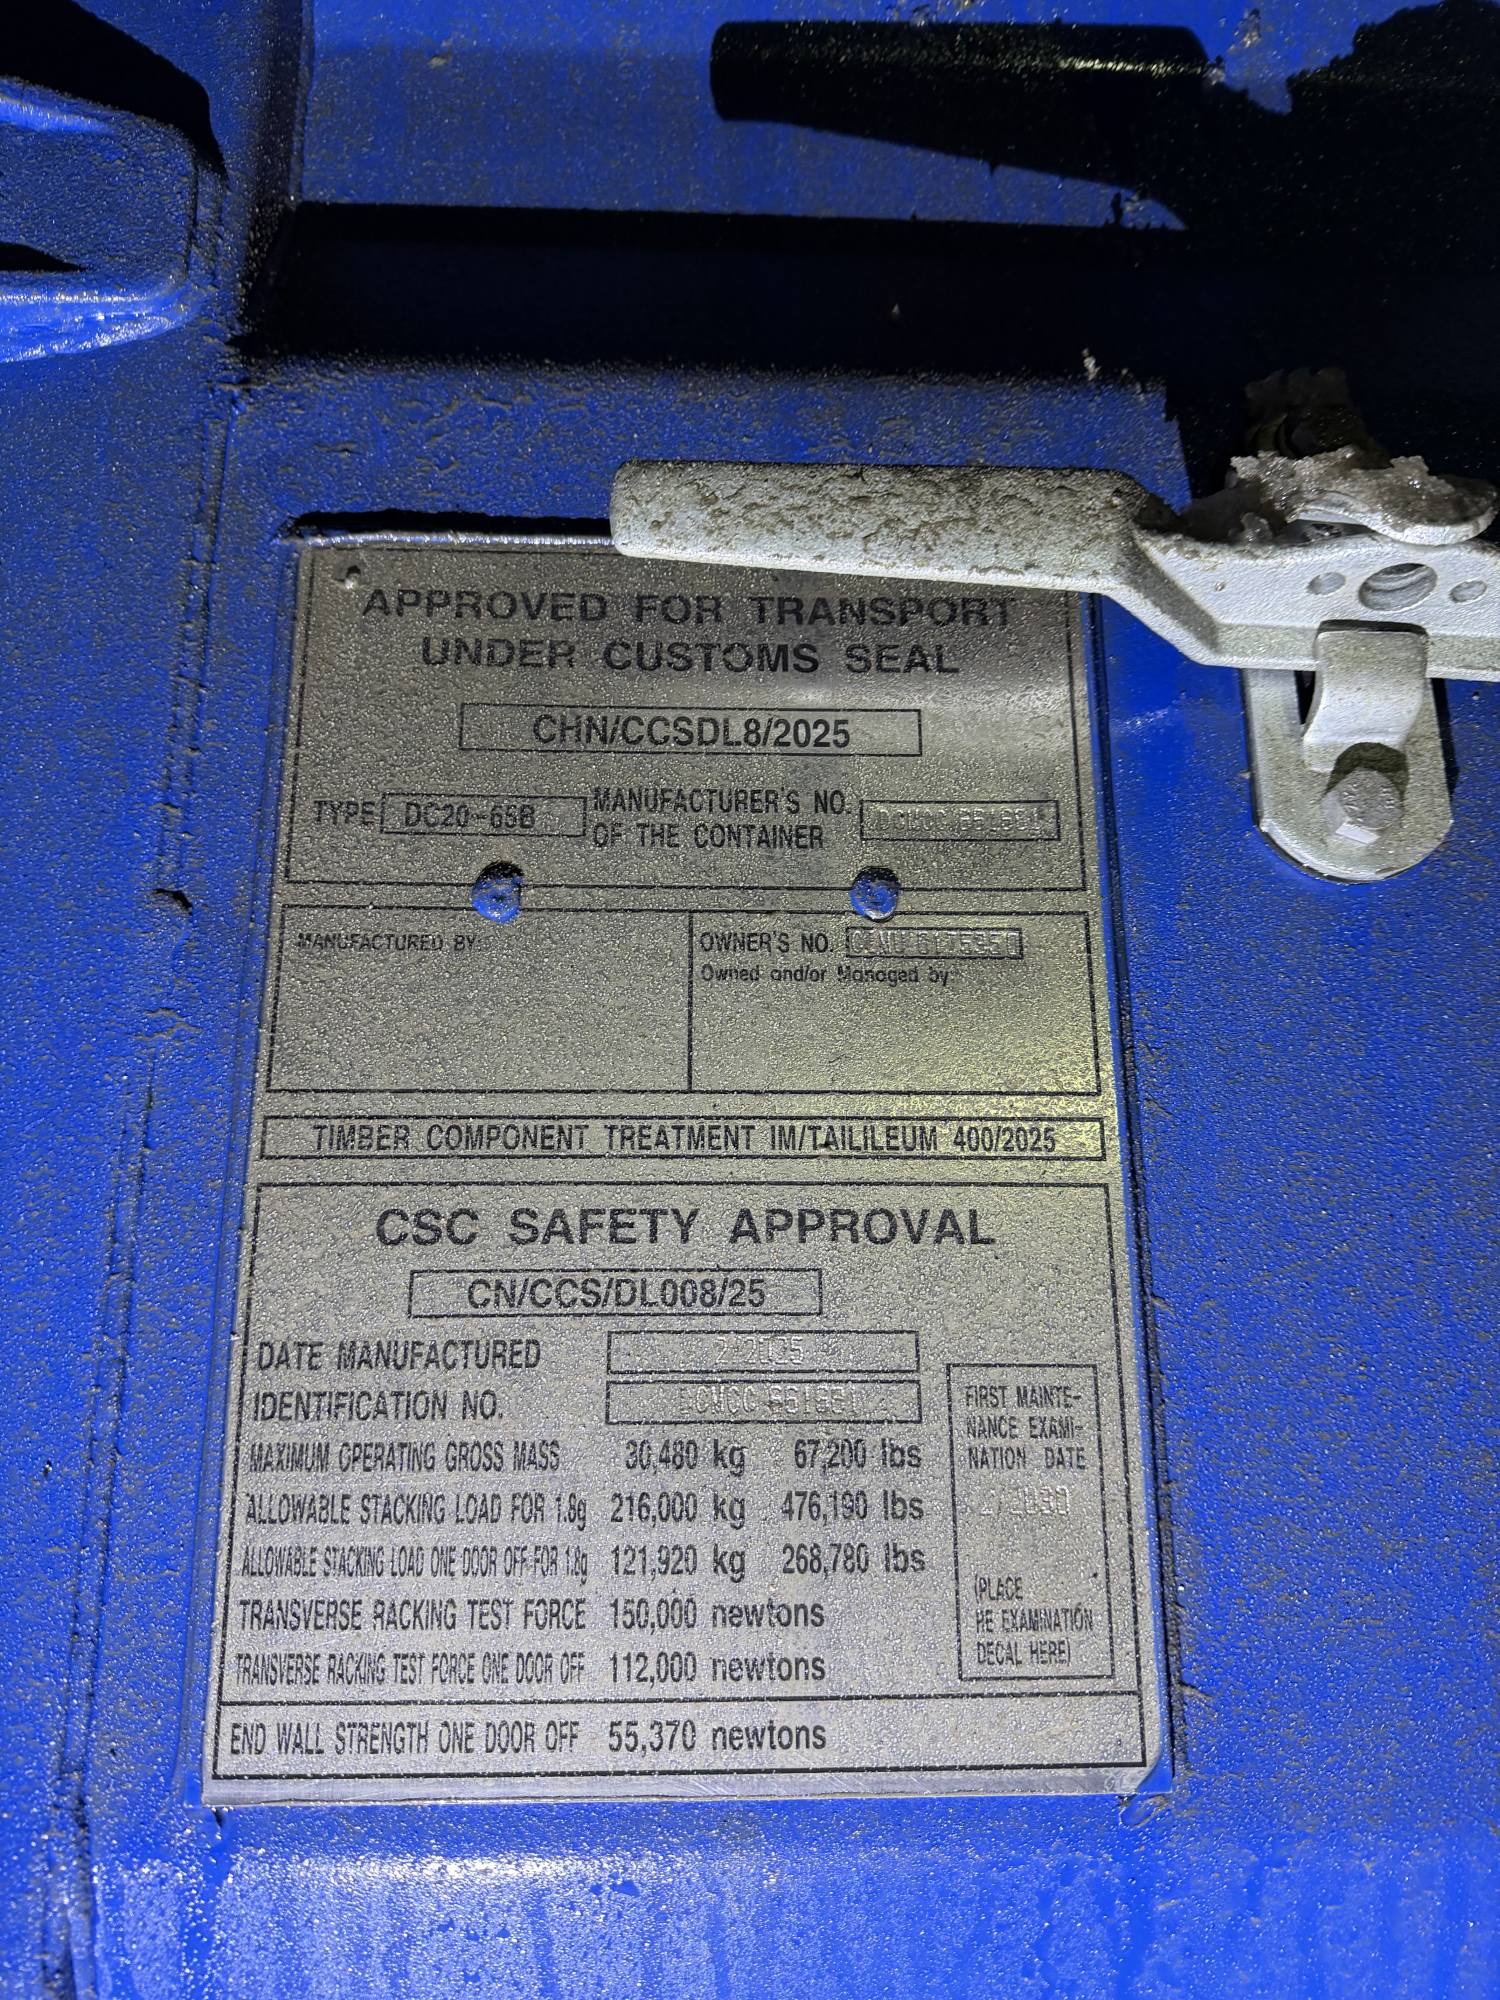 APPROVED FOR TRANSPORT
UNDER CUSTOMS SEAL
CHN/CCSDL8/2025
TYPE DC20-65B MANUFACTURER'S NO.
OF THE CONTAINER
MANUFACTURED BY:
OWNER'S NO.
Owned and/or Managed by:
TIMBER COMPONENT TREATMENT IM/TAILILEUM 400/2025
CSC SAFETY APPROVAL
CN/CCS/DL008/25
DATE MANUFACTURED 2/2025
IDENTIFICATION NO.
MAXIMUM OPERATING GROSS MASS 30,480 kg 67,200 lbs
ALLOWABLE STACKING LOAD FOR 1.8g 216,000 kg 476,190 lbs
ALLOWABLE STACKING LOAD ONE DOOR OFF FOR 1.8g 121,920 kg 268,780 lbs
TRANSVERSE RACKING TEST FORCE 150,000 newtons
TRANSVERSE RACKING TEST FORCE ONE DOOR OFF 112,000 newtons
END WALL STRENGTH ONE DOOR OFF 55,370 newtons
FIRST MAINTE-
NANCE EXAMI-
NATION DATE
2/2030
(PLACE
HE EXAMINATION
DECAL HERE)